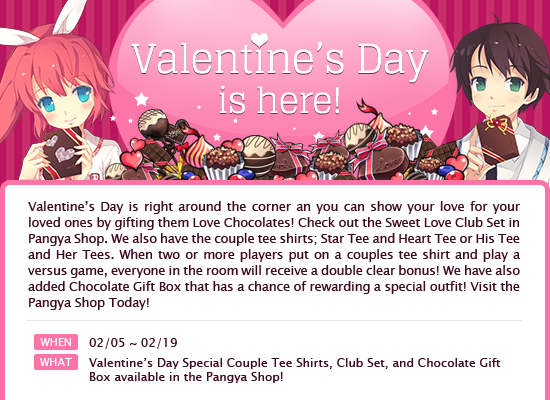 Valentine's Day
is here!
Valentine's Day is right around the corner an you can show your love for your
loved ones by gifting them Love Chocolates! Check out the Sweet Love Club Set in
Pangya Shop. We also have the couple tee shirts; Star Tee and Heart Tee or His Tee
and Her Tees. When two or more players put on a couples tee shirt and play a
versus game, everyone in the room will receive a double clear bonus! We have also
added Chocolate Gift Box that has a chance of rewarding a special outfit! Visit the
Pangya Shop Today!
WHEN 02/05 ~ 02/19
WHAT Valentine's Day Special Couple Tee Shirts, Club Set, and Chocolate Gift
Box available in the Pangya Shop!